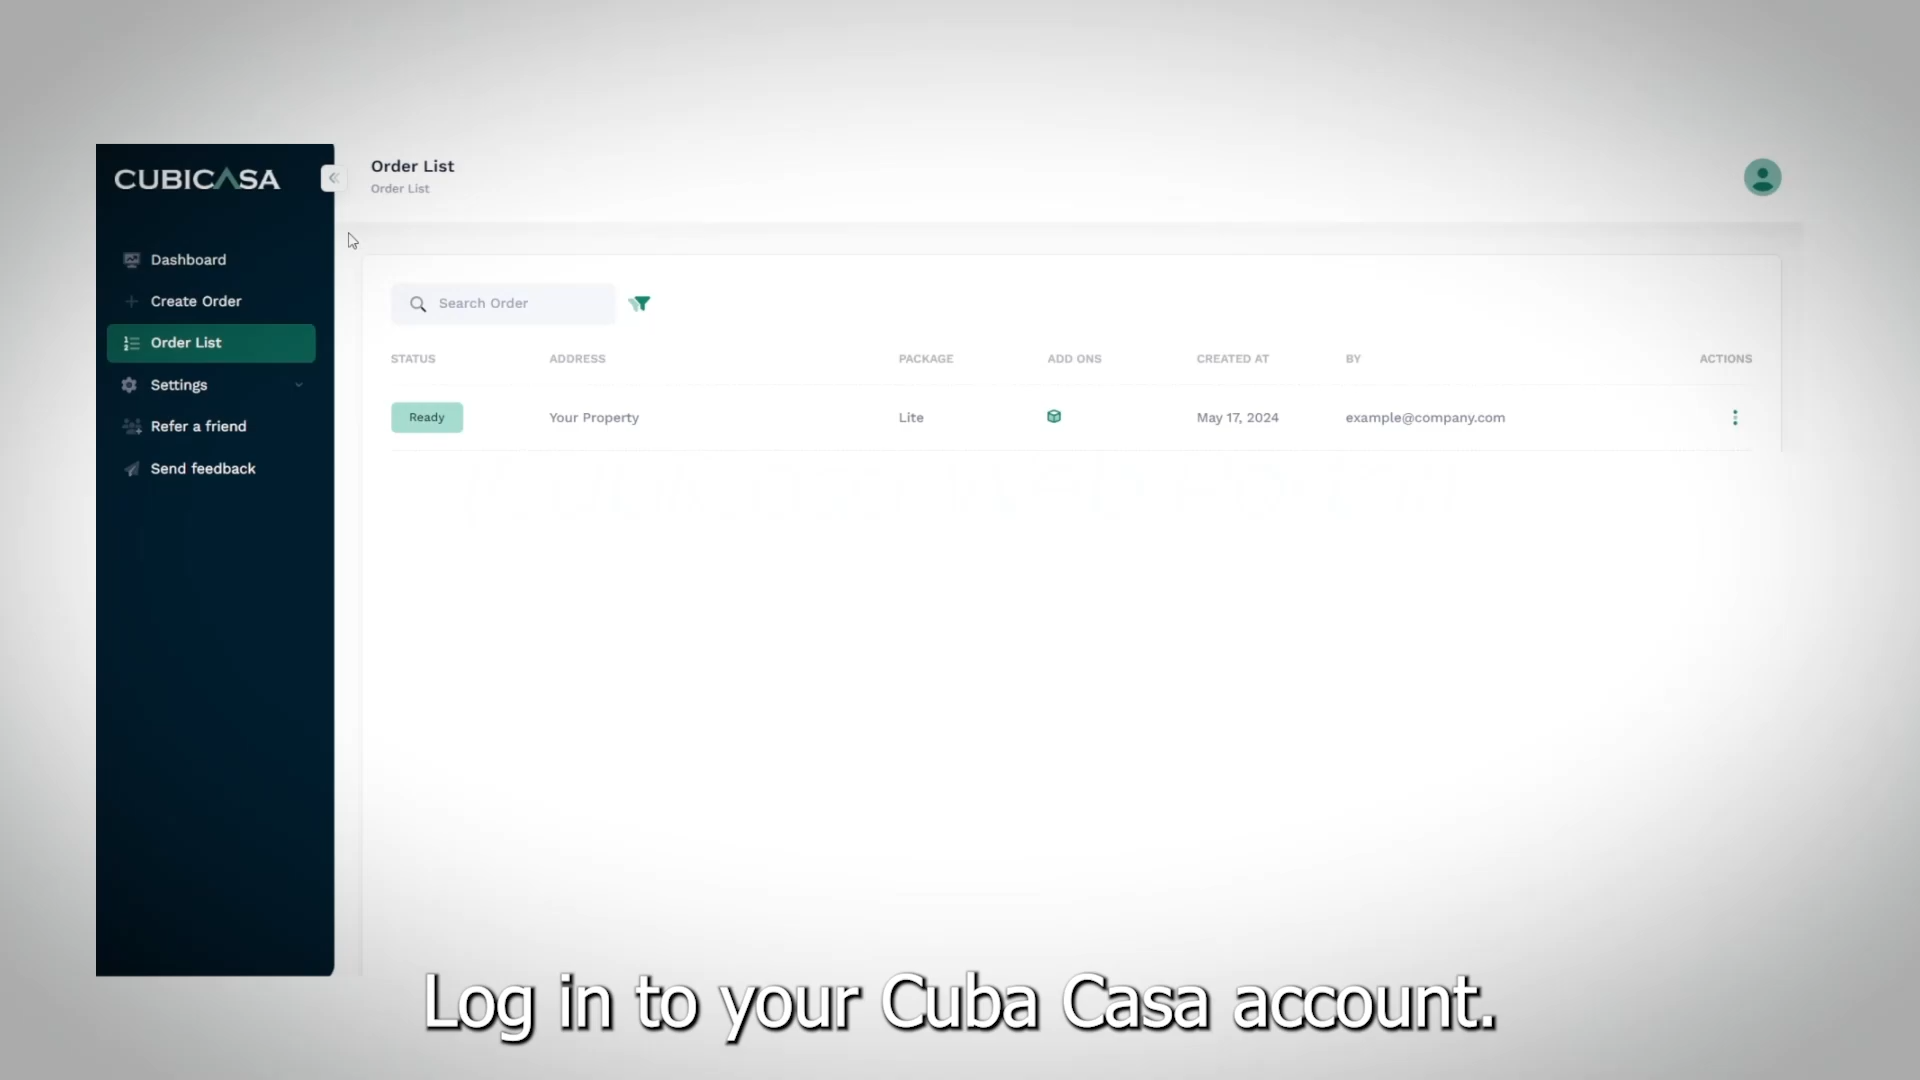 CUBICASA
Order List
Order List
Dashboard
Create Order
Order List
Settings
Refer a friend
Send feedback
Search Order
STATUS ADDRESS PACKAGE ADD ONS CREATED AT BY ACTIONS
Ready Your Property Lite May 17, 2024 example@company.com
Log in to your Cuba Casa account.